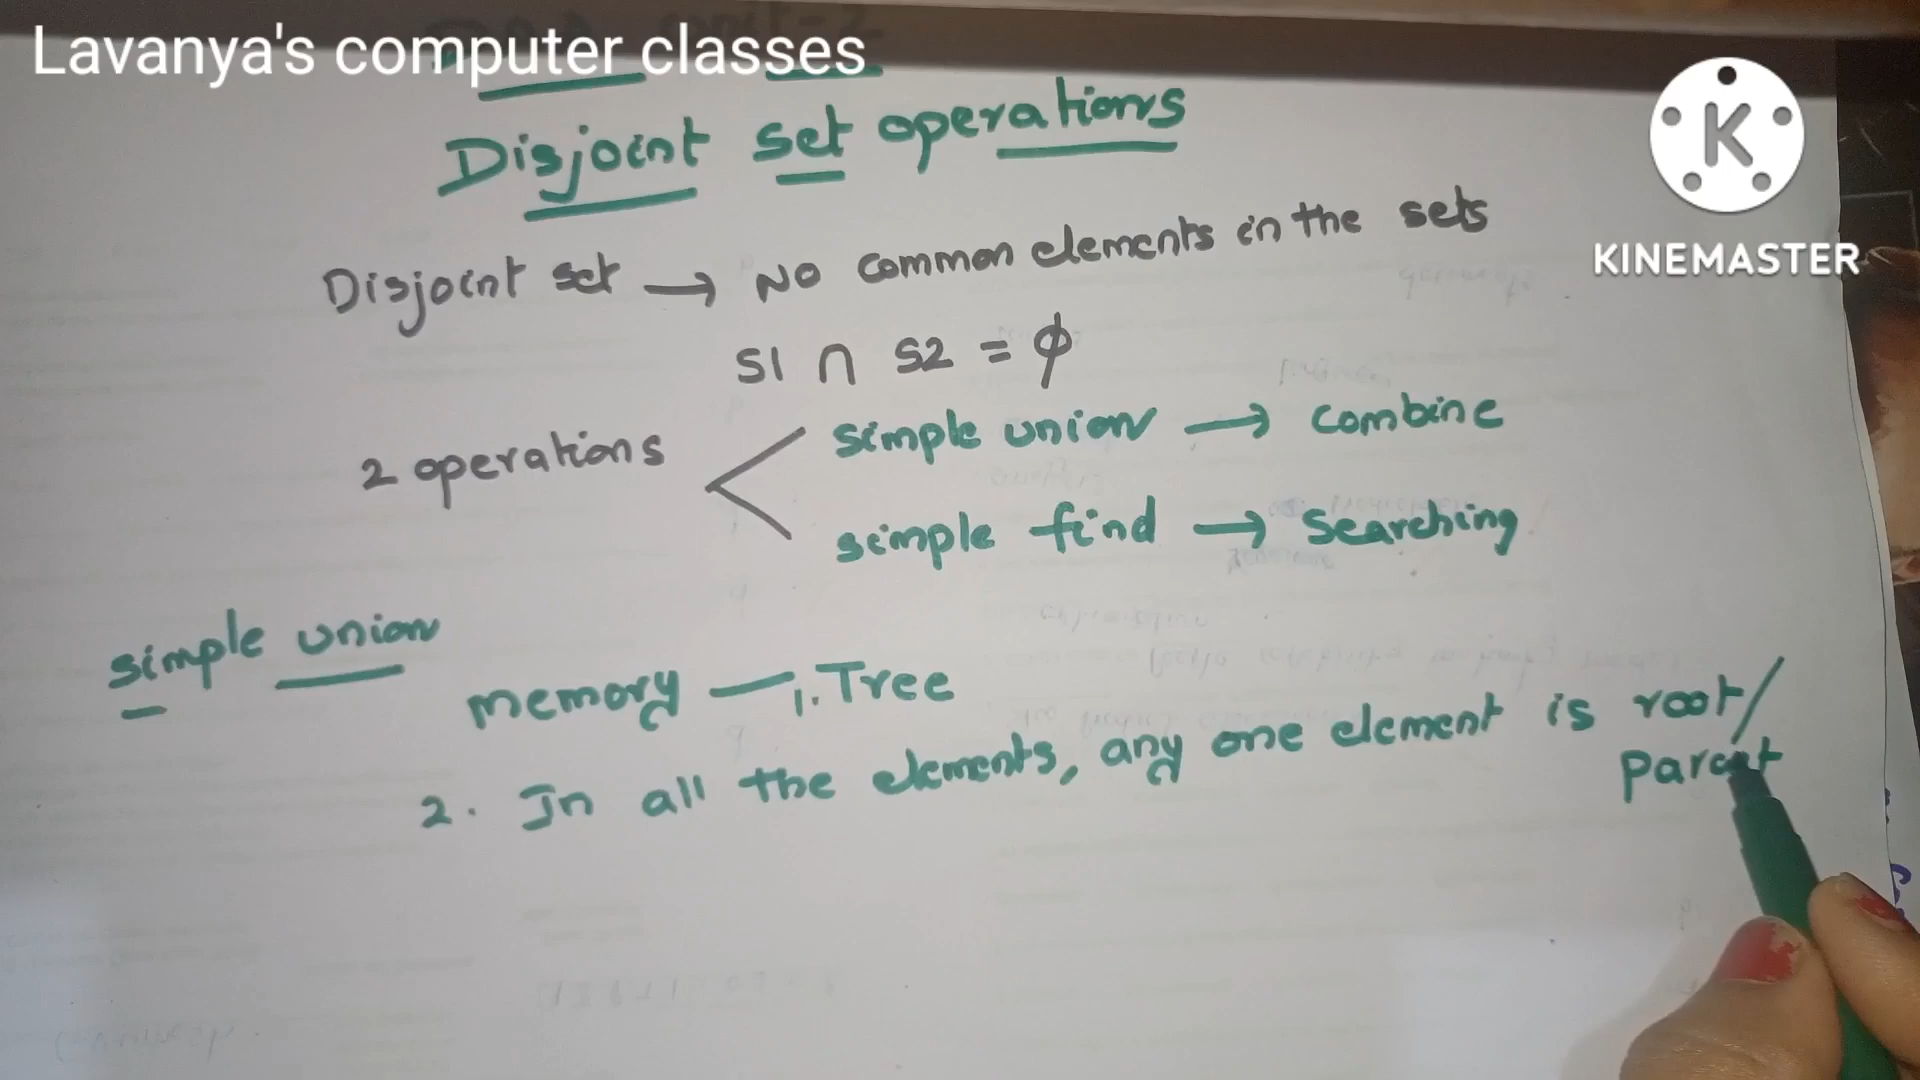 Lavanya's computer classes
Disjoint set operations
KINEMASTER
Disjoint set → No common elements in the sets
S1 ∩ S2 = ϕ
2 operations
simple union → combine
simple find → searching
simple union
memory — 1. Tree
2. In all the elements, any one element is root/
parent